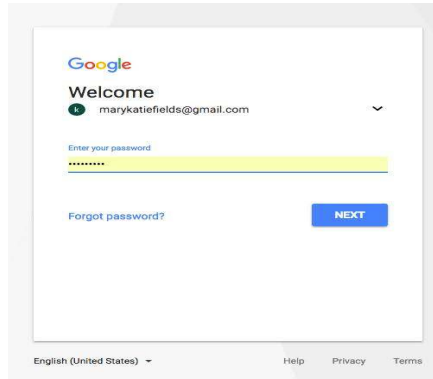 Google
Welcome
k marykatiefields@gmail.com
Enter your password
•••••••••
Forgot password? NEXT
English (United States) Help Privacy Terms